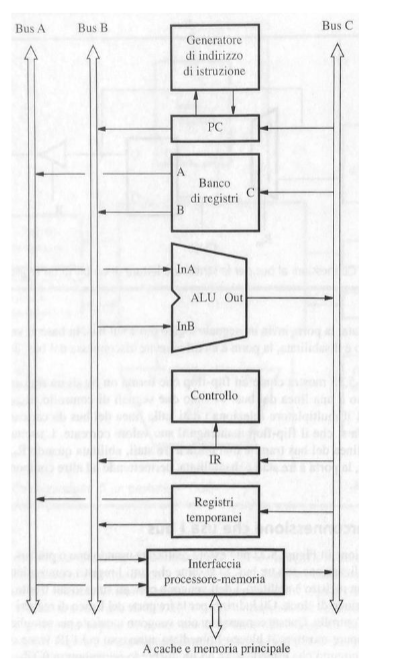 Bus A
Bus B
Bus C
Generatore
di indirizzo
di istruzione
PC
A
Banco
di registri
C
B
InA
ALU Out
InB
Controllo
IR
Registri
temporanei
Interfaccia
processore-memoria
A cache e memoria principale